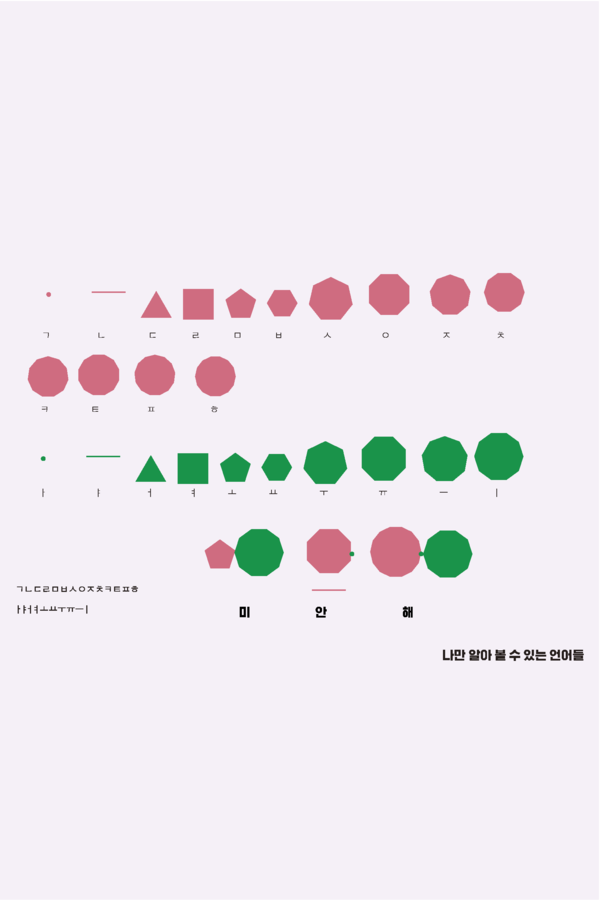 ㄱ ㄴ ㄷ ㄹ ㅁ ㅂ ㅅ ㅇ ㅈ ㅊ
ㅋ ㅌ ㅍ ㅎ
ㅏ ㅑ ㅓ ㅕ ㅗ ㅛ ㅜ ㅠ ㅡ ㅣ
ㄱㄴㄷㄹㅁㅂㅅㅇㅈㅊㅋㅌㅍㅎ
ㅏㅑㅓㅕㅗㅛㅜㅠㅡㅣ
미 안 해
나만 알아 볼 수 있는 언어들